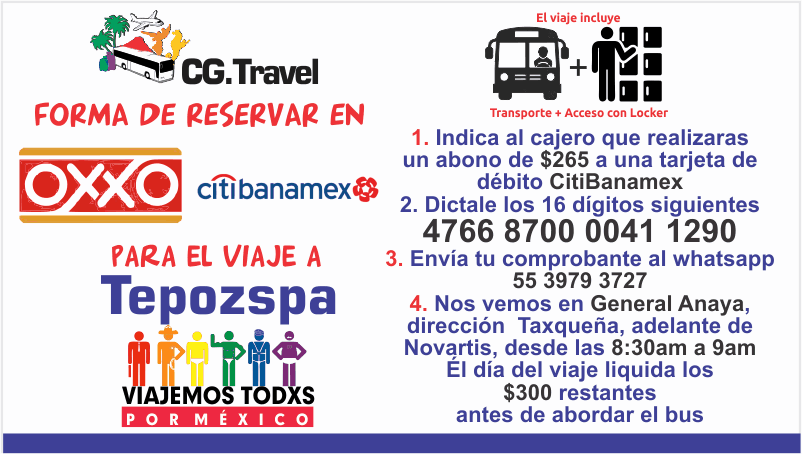 CG.Travel
FORMA DE RESERVAR EN
OXXO
citibanamex
PARA EL VIAJE A
Tepozspa
VIAJEMOS TODXS
POR MÉXICO
El viaje incluye
+
Transporte + Acceso con Locker
1. Indica al cajero que realizaras
un abono de $265 a una tarjeta de
débito CitiBanamex
2. Dictale los 16 dígitos siguientes
4766 8700 0041 1290
3. Envía tu comprobante al whatsapp
55 3979 3727
4. Nos vemos en General Anaya,
dirección Taxqueña, adelante de
Novartis, desde las 8:30am a 9am
Él día del viaje liquida los
$300 restantes
antes de abordar el bus